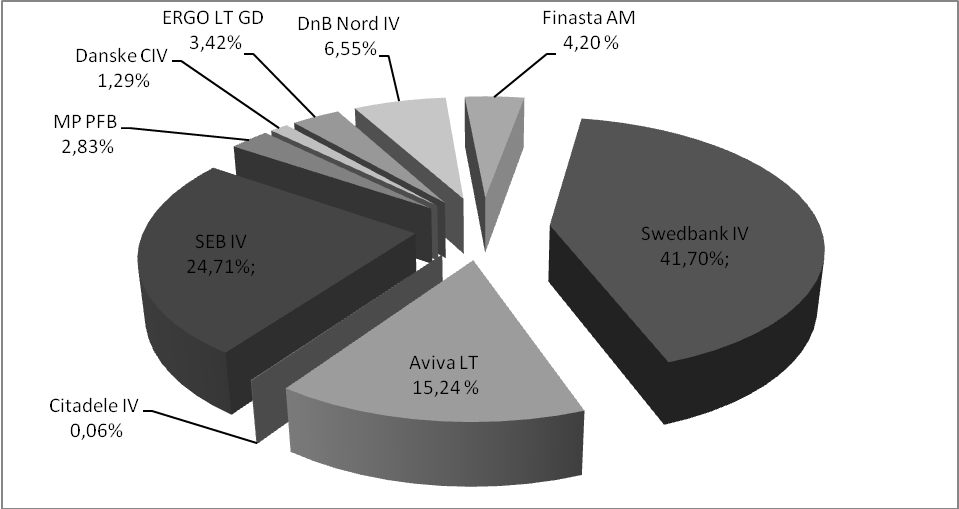 ERGO LT GD
3,42%
DnB Nord IV
6,55%
Finasta AM
4,20 %
Danske CIV
1,29%
MP PFB
2,83%
SEB IV
24,71%;
Swedbank IV
41,70%;
Aviva LT
15,24 %
Citadele IV
0,06%